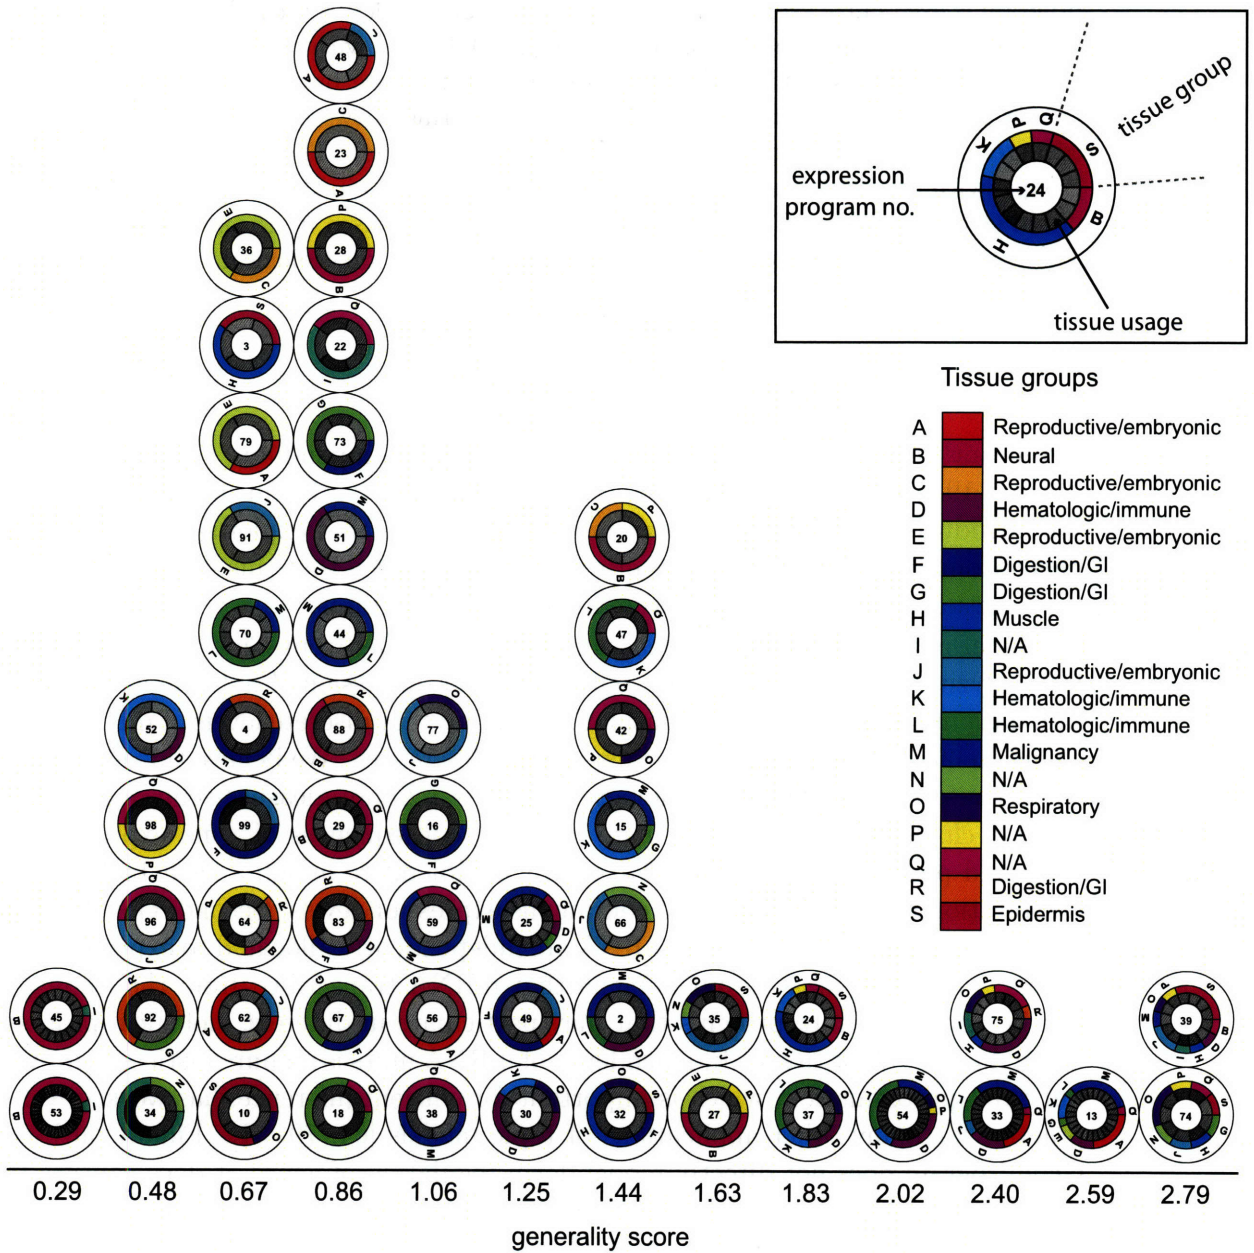 48
J
A
23
C
A
36
E
C
28
P
B
3
S
H
22
Q
I
79
E
A
73
G
F
91
J
E
51
M
D
20
C
P
B
70
M
L
44
M
L
47
L
Q
K
52
K
D
4
R
F
88
R
B
77
O
J
42
Q
P
O
98
Q
P
99
J
F
29
Q
B
16
G
F
15
M
K
G
96
Q
J
64
P
R
B
83
R
F
D
59
Q
M
25
M
Q
D
G
66
N
J
C
45
B
I
92
R
G
62
A
J
67
G
F
56
S
A
49
F
J
A
2
M
L
D
35
O
S
N
K
J
24
K
P
Q
S
B
H
75
O
P
Q
R
I
H
D
39
M
O
P
S
B
D
H
I
J
53
B
I
34
N
I
10
S
O
18
Q
G
38
Q
M
30
K
O
D
32
O
S
H
F
27
E
P
B
37
L
O
K
D
54
L
M
O
P
K
D
33
L
M
Q
J
A
D
13
L
M
K
Q
G
E
D
A
74
O
P
Q
S
G
N
J
H
0.29 0.48 0.67 0.86 1.06 1.25 1.44 1.63 1.83 2.02 2.40 2.59 2.79
generality score
K P Q S
B
H
24
tissue group
expression
program no.
tissue usage
Tissue groups
A Reproductive/embryonic
B Neural
C Reproductive/embryonic
D Hematologic/immune
E Reproductive/embryonic
F Digestion/GI
G Digestion/GI
H Muscle
I N/A
J Reproductive/embryonic
K Hematologic/immune
L Hematologic/immune
M Malignancy
N N/A
O Respiratory
P N/A
Q N/A
R Digestion/GI
S Epidermis